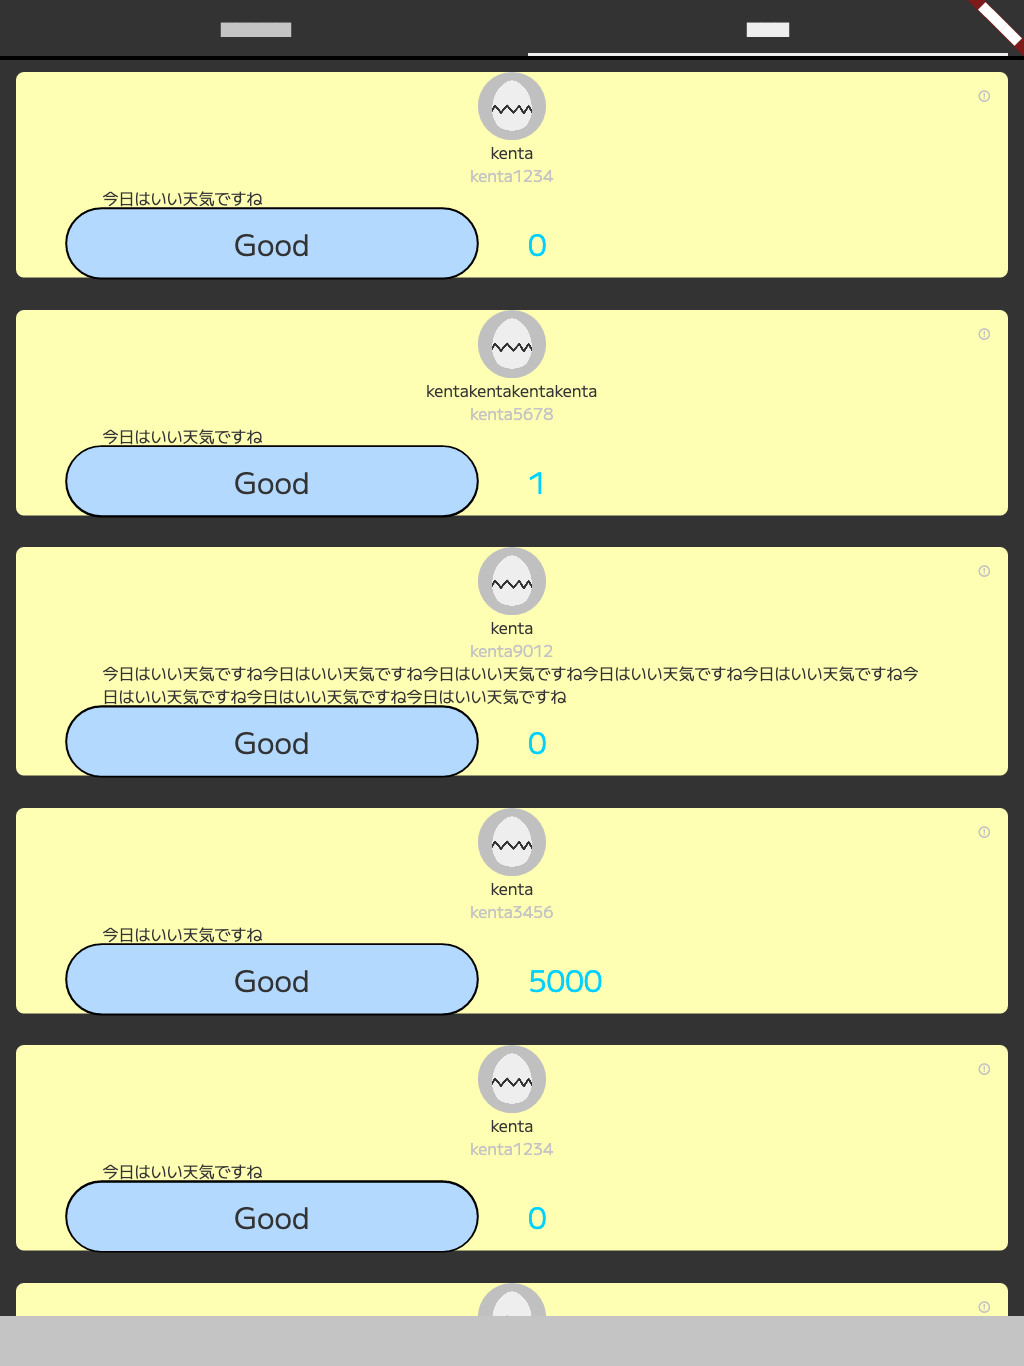 kenta
kenta1234
今日はいい天気ですね
Good 0
kentakentakentakenta
kenta5678
今日はいい天気ですね
Good 1
kenta
kenta9012
今日はいい天気ですね今日はいい天気ですね今日はいい天気ですね今日はいい天気ですね今日はいい天気ですね今
日はいい天気ですね今日はいい天気ですね今日はいい天気ですね
Good 0
kenta
kenta3456
今日はいい天気ですね
Good 5000
kenta
kenta1234
今日はいい天気ですね
Good 0